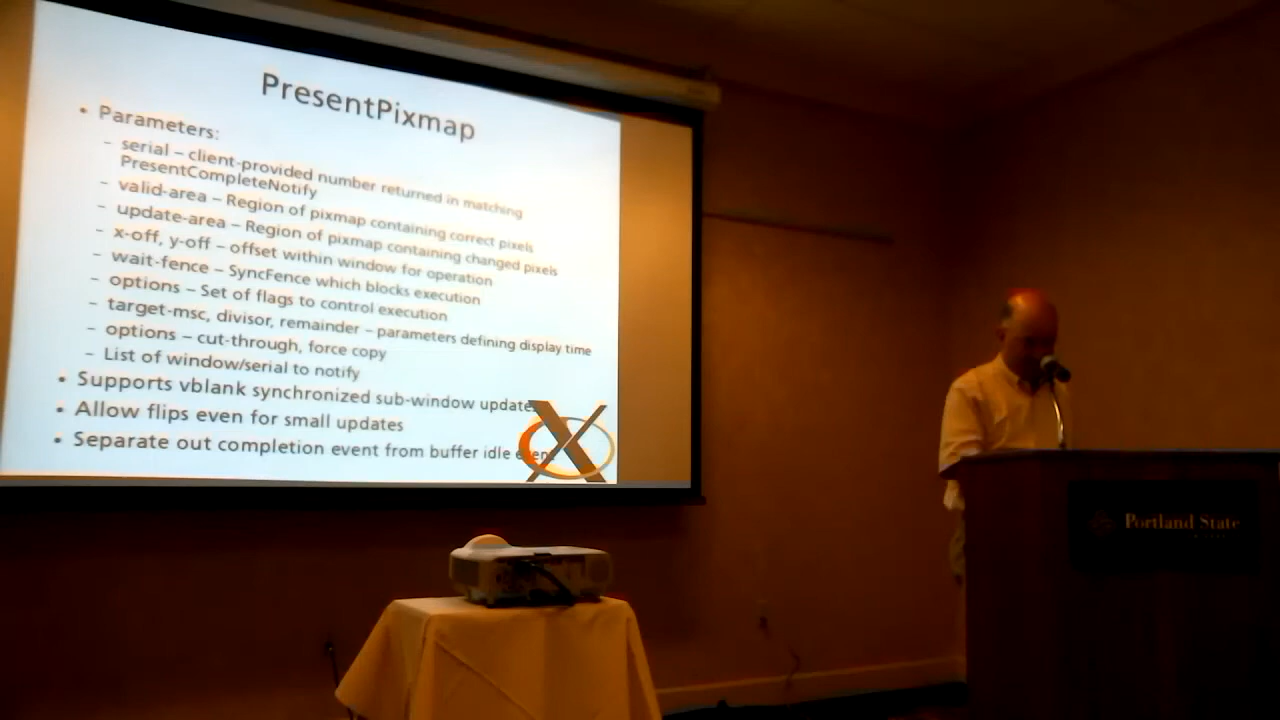 PresentPixmap
• Parameters:
– serial – client-provided number returned in matching
PresentCompleteNotify
– valid-area – Region of pixmap containing correct pixels
– update-area – Region of pixmap containing changed pixels
– x-off, y-off – offset within window for operation
– wait-fence – SyncFence which blocks execution
– options – Set of flags to control execution
– target-msc, divisor, remainder – parameters defining display time
– options – cut-through, force copy
– List of window/serial to notify
• Supports vblank synchronized sub-window updates
• Allow flips even for small updates
• Separate out completion event from buffer idle event
Portland State